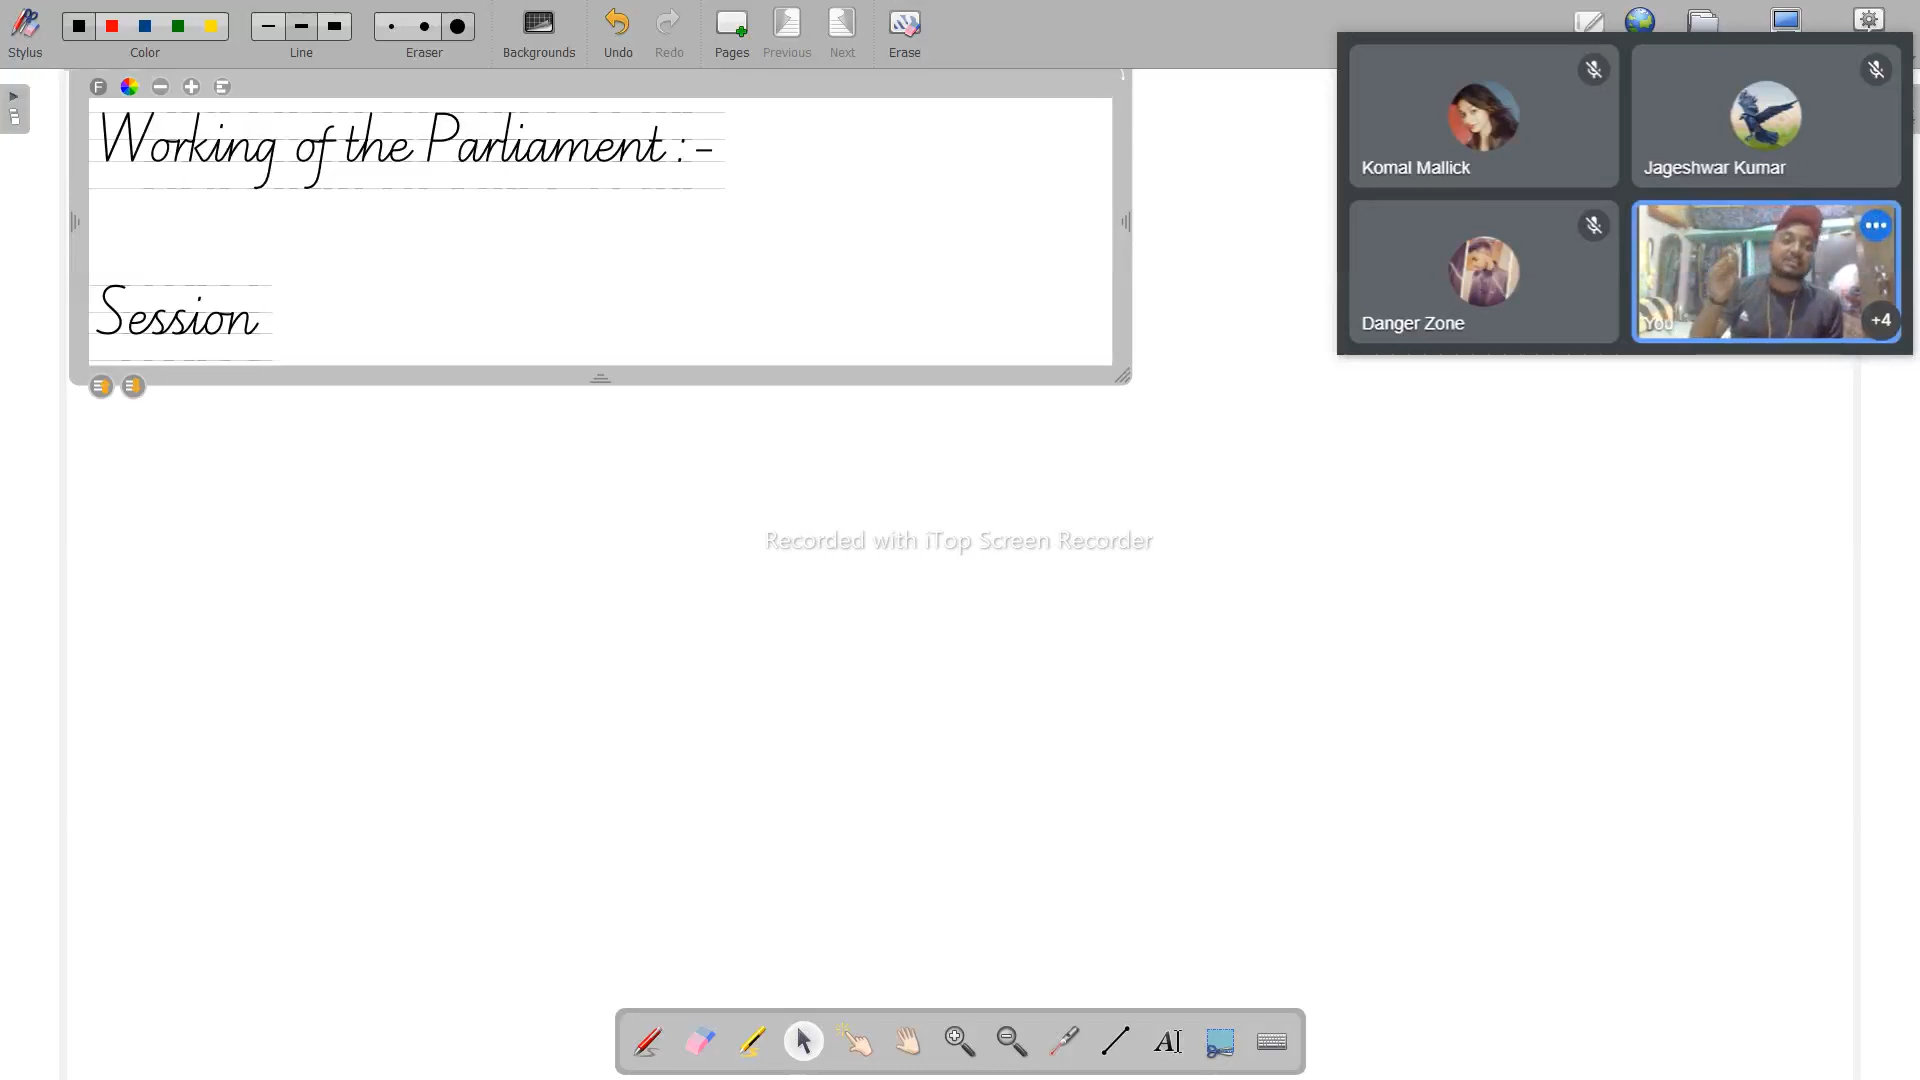 Stylus
Color
Line
Eraser
Backgrounds
Undo
Redo
Pages
Previous
Next
Erase
F
Working of the Parliament :-
Session
Komal Mallick
Jageshwar Kumar
Danger Zone
You
+4
Recorded with iTop Screen Recorder
AI